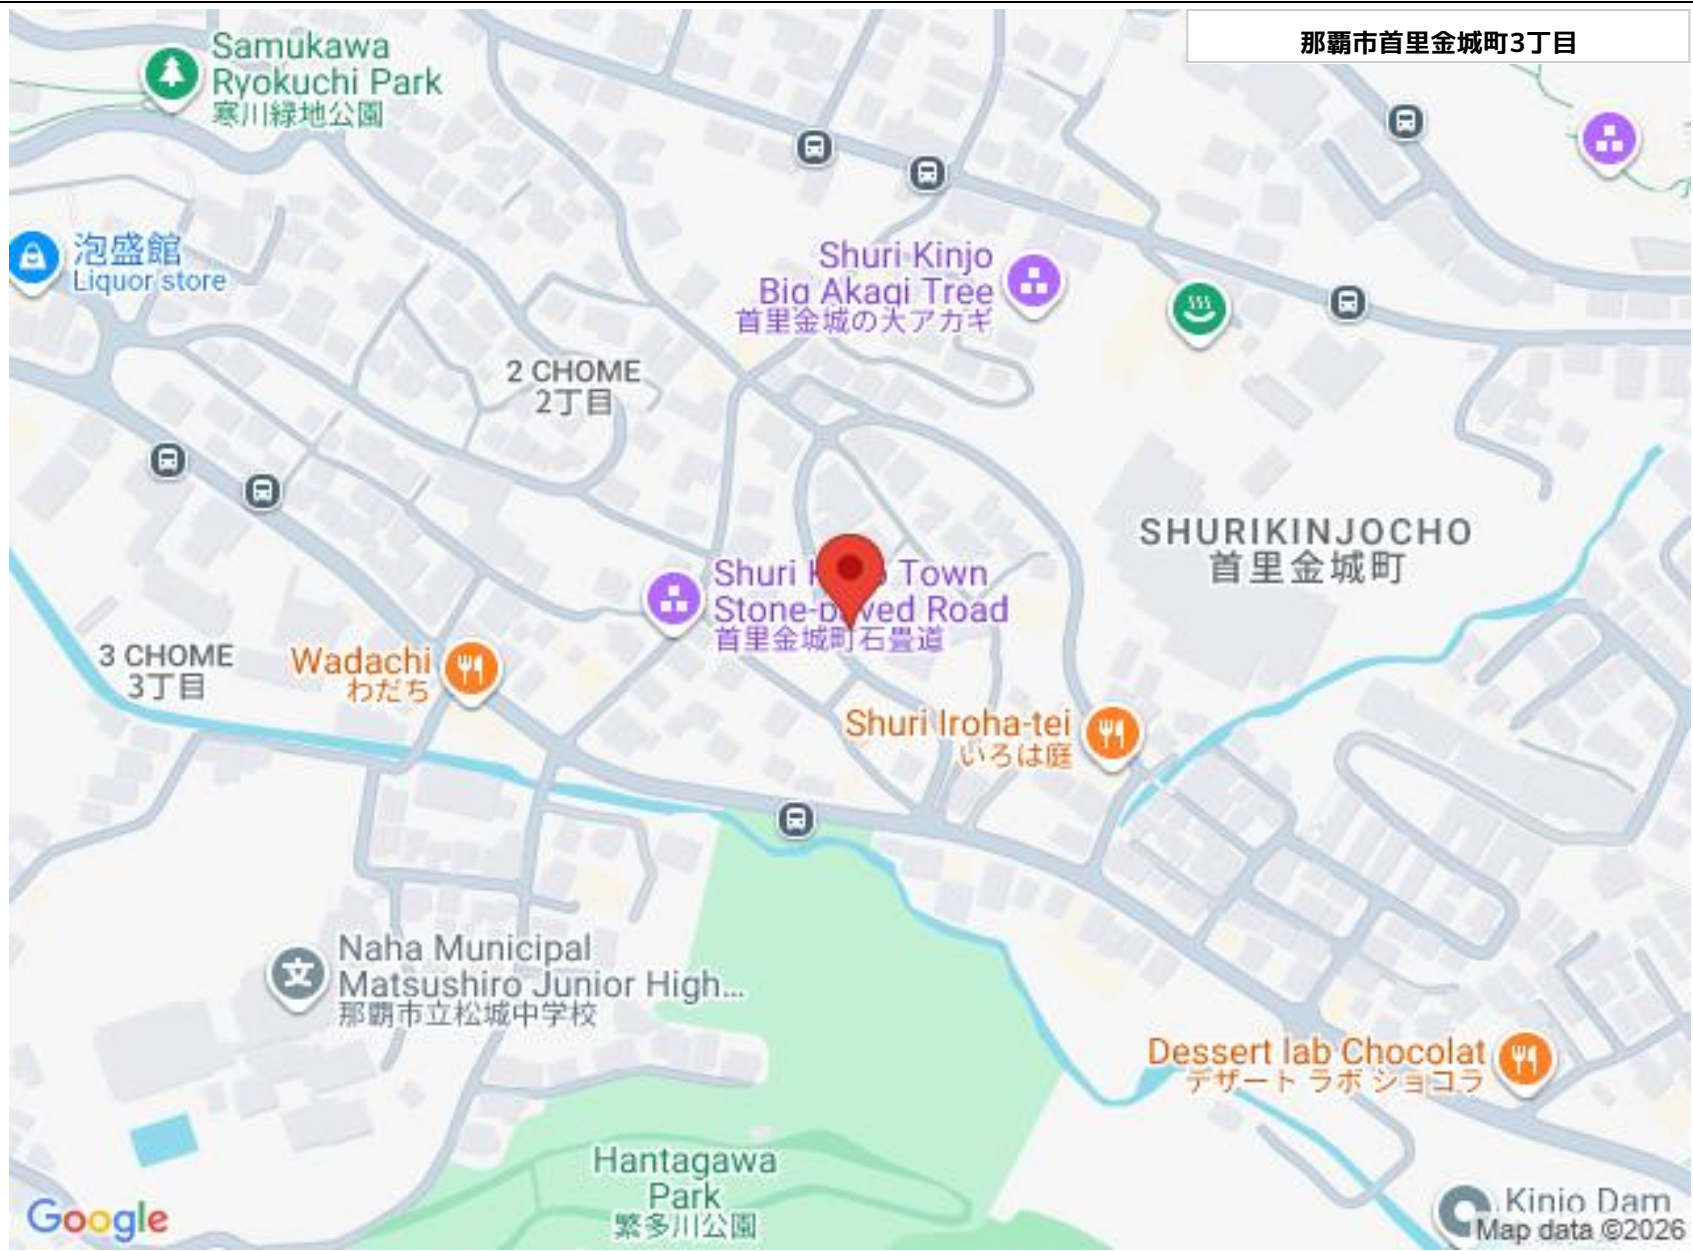 那覇市首里金城町3丁目
Samukawa
Ryokuchi Park
寒川緑地公園
泡盛館
Liquor store
Shuri Kinjo
Big Akagi Tree
首里金城の大アカギ
2 CHOME
2丁目
SHURIKINJOCHO
首里金城町
Shuri K Town
Stone-paved Road
首里金城町石畳道
3 CHOME
3丁目
Wadachi
わだち
Shuri Iroha-tei
いろは庭
Naha Municipal
Matsushiro Junior High...
那覇市立松城中学校
Dessert lab Chocolat
デザート ラボ ショコラ
Hantagawa
Park
繁多川公園
Kinjo Dam
Google
Map data ©2026